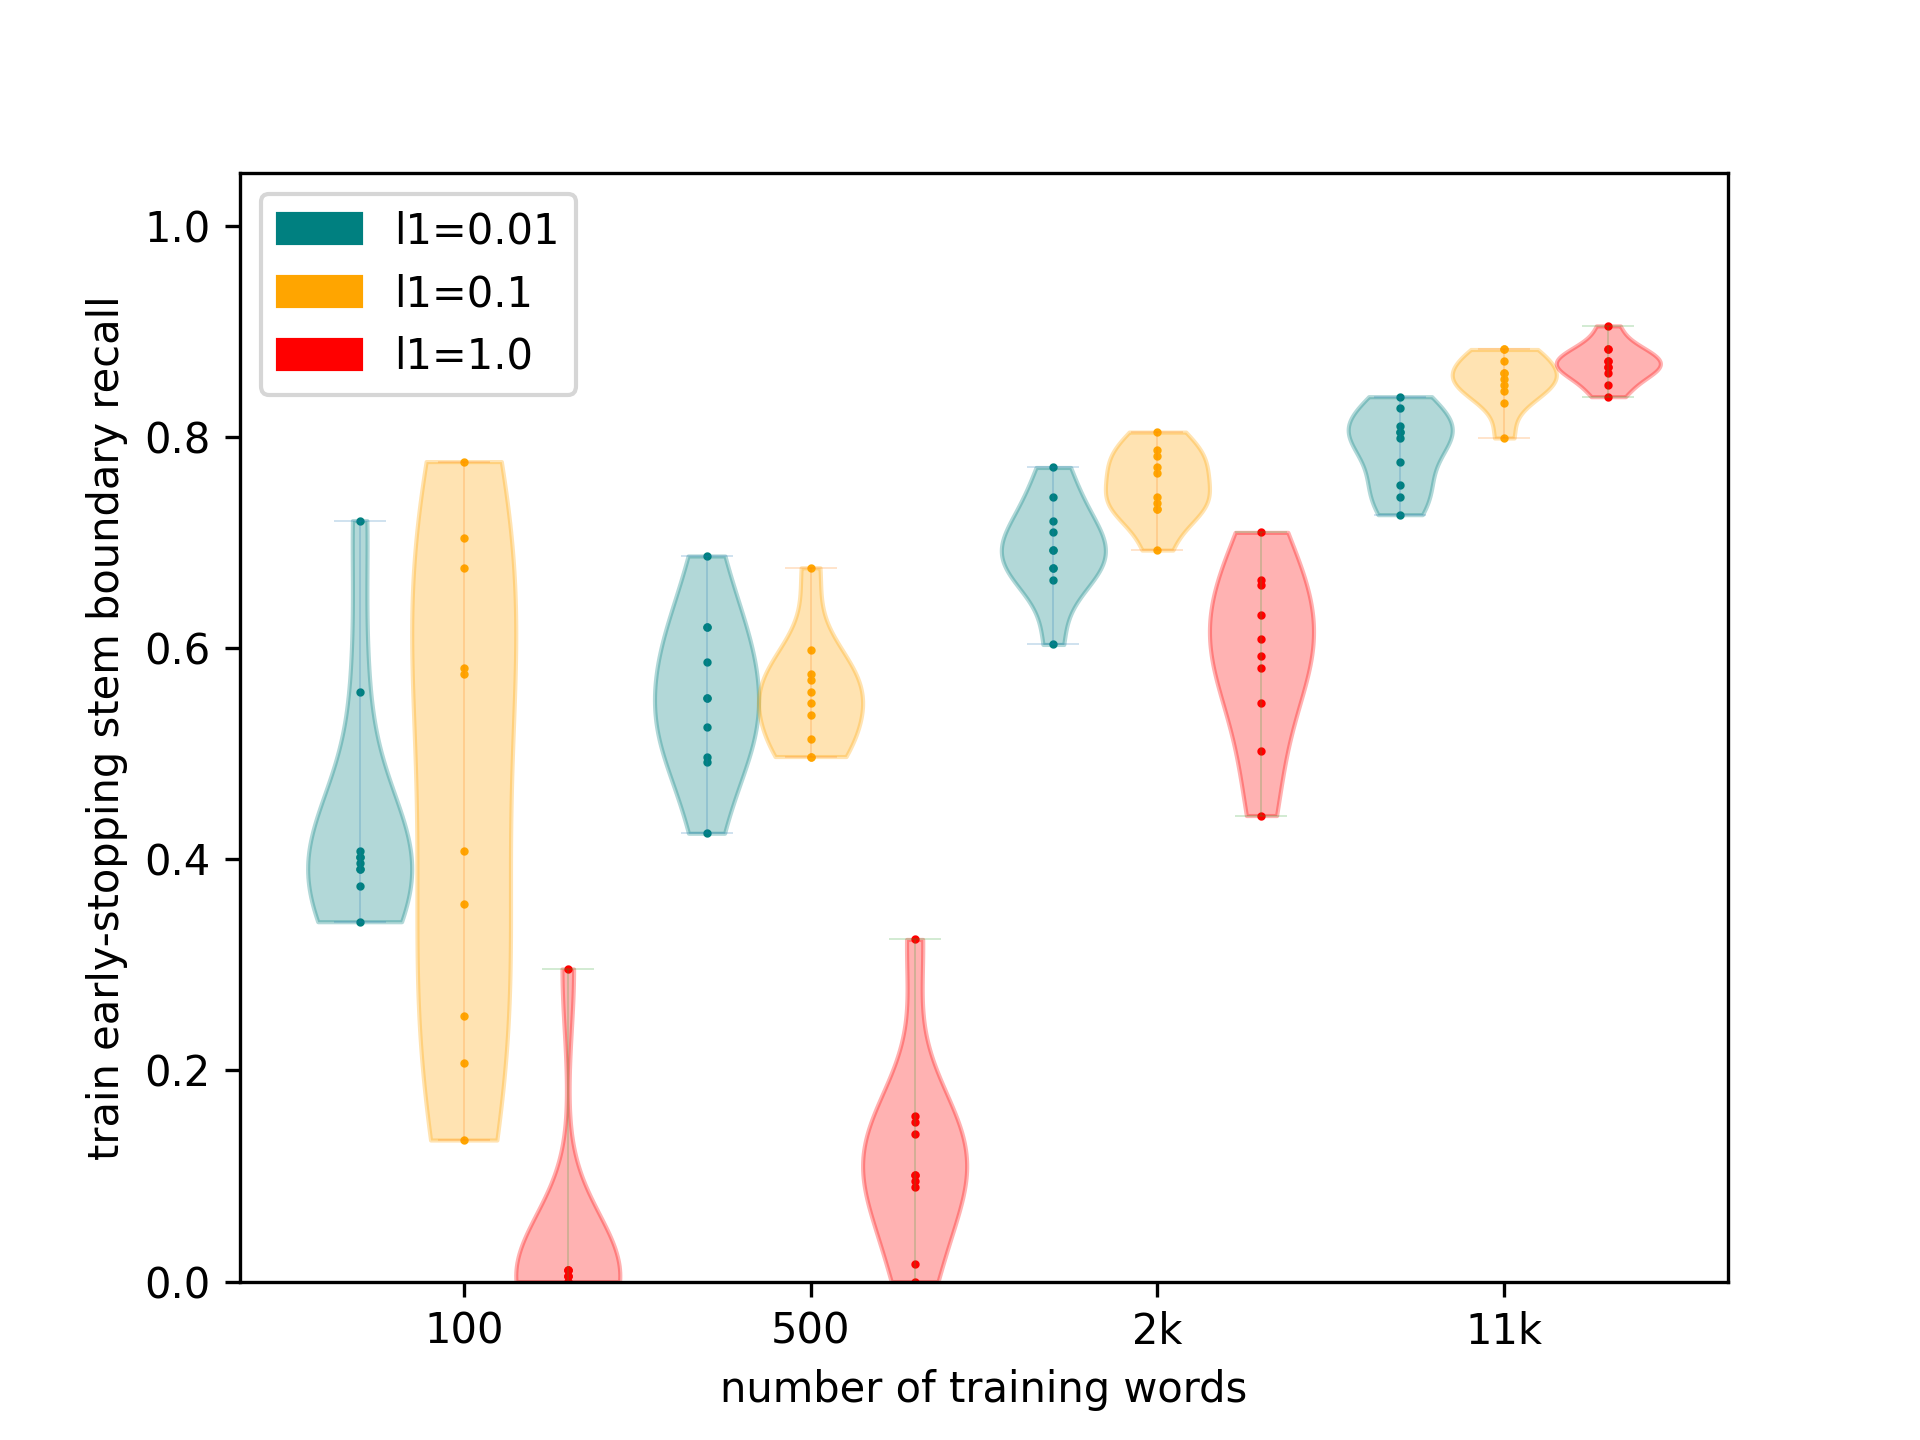 l1=0.01
l1=0.1
l1=1.0
train early-stopping stem boundary recall
1.0
0.8
0.6
0.4
0.2
0.0
100 500 2k 11k
number of training words